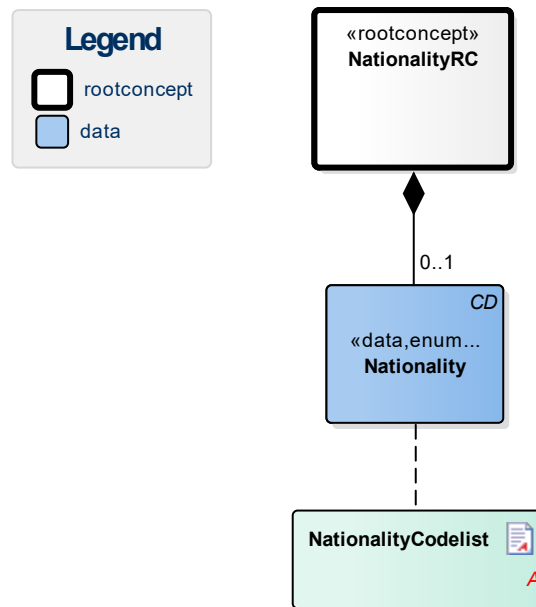 Legend
rootconcept
data
«rootconcept»
NationalityRC
0..1
CD
«data,enum...
Nationality
NationalityCodelist
A